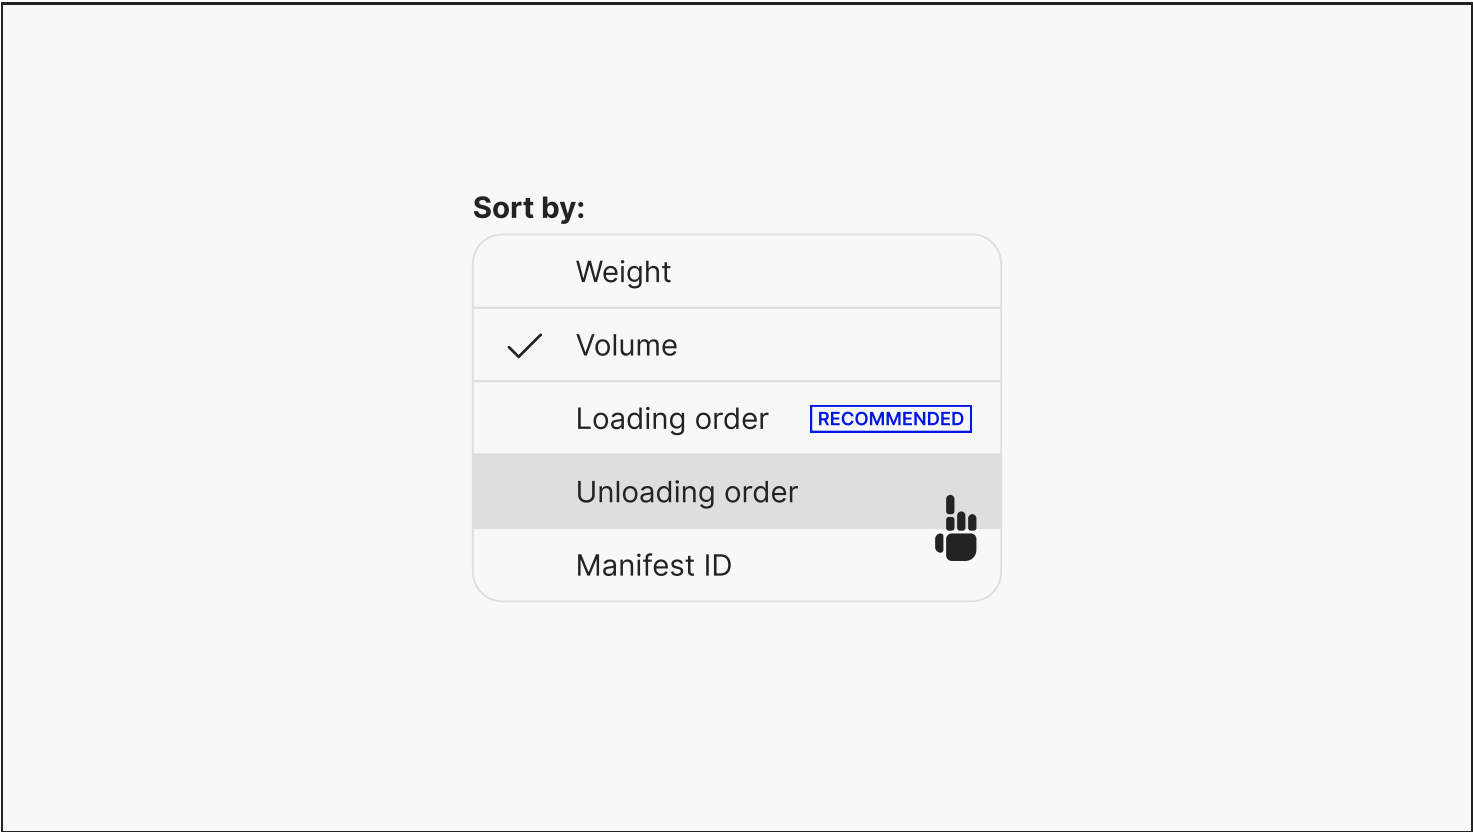 Sort by:
Weight
Volume
Loading order RECOMMENDED
Unloading order
Manifest ID